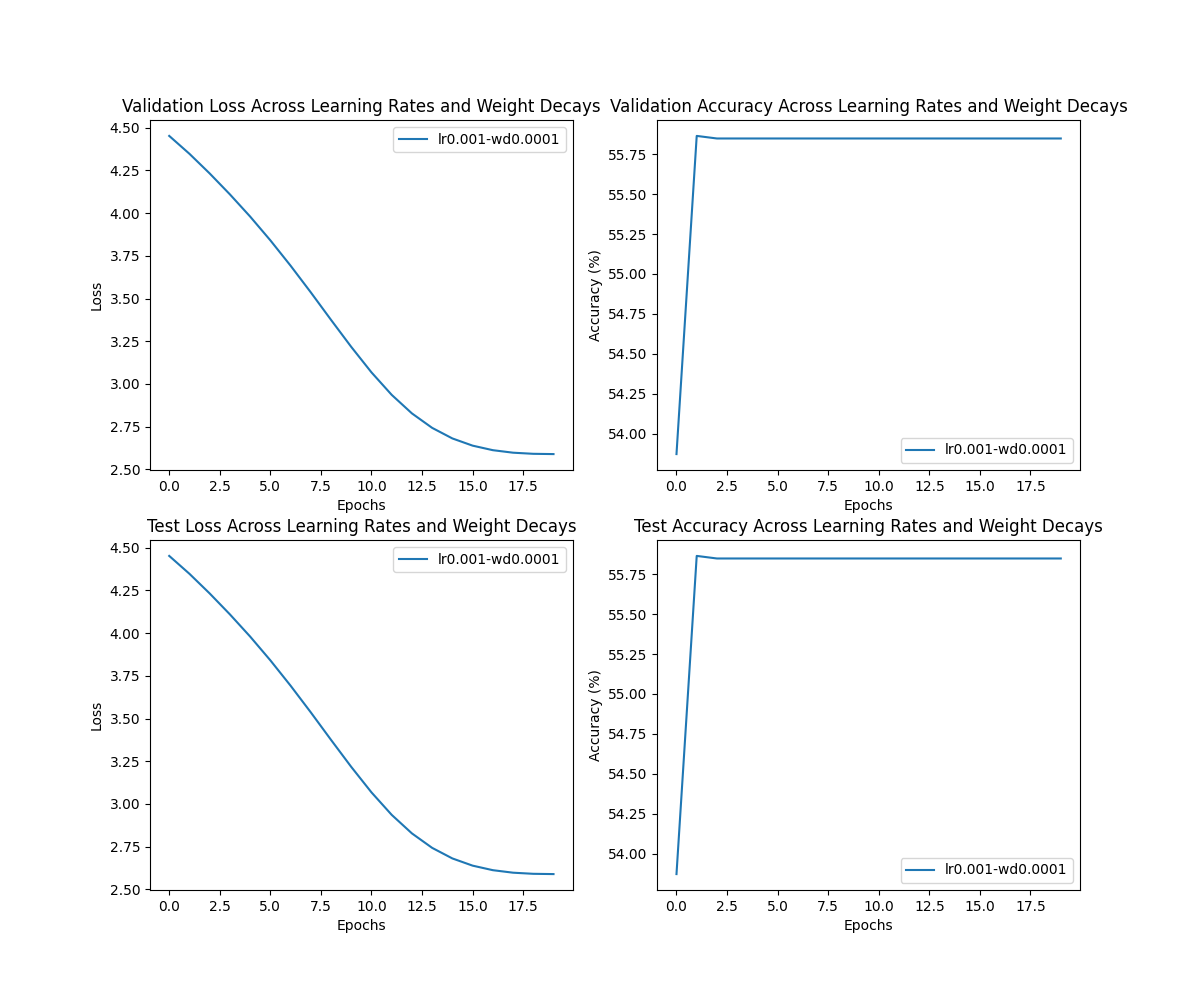 Validation Loss Across Learning Rates and Weight Decays
4.50
4.25
4.00
3.75
3.50
3.25
3.00
2.75
2.50
Loss
lr0.001-wd0.0001
0.0 2.5 5.0 7.5 10.0 12.5 15.0 17.5
Epochs
Validation Accuracy Across Learning Rates and Weight Decays
55.75
55.50
55.25
55.00
54.75
54.50
54.25
54.00
Accuracy (%)
lr0.001-wd0.0001
0.0 2.5 5.0 7.5 10.0 12.5 15.0 17.5
Epochs
Test Loss Across Learning Rates and Weight Decays
4.50
4.25
4.00
3.75
3.50
3.25
3.00
2.75
2.50
Loss
lr0.001-wd0.0001
0.0 2.5 5.0 7.5 10.0 12.5 15.0 17.5
Epochs
Test Accuracy Across Learning Rates and Weight Decays
55.75
55.50
55.25
55.00
54.75
54.50
54.25
54.00
Accuracy (%)
lr0.001-wd0.0001
0.0 2.5 5.0 7.5 10.0 12.5 15.0 17.5
Epochs